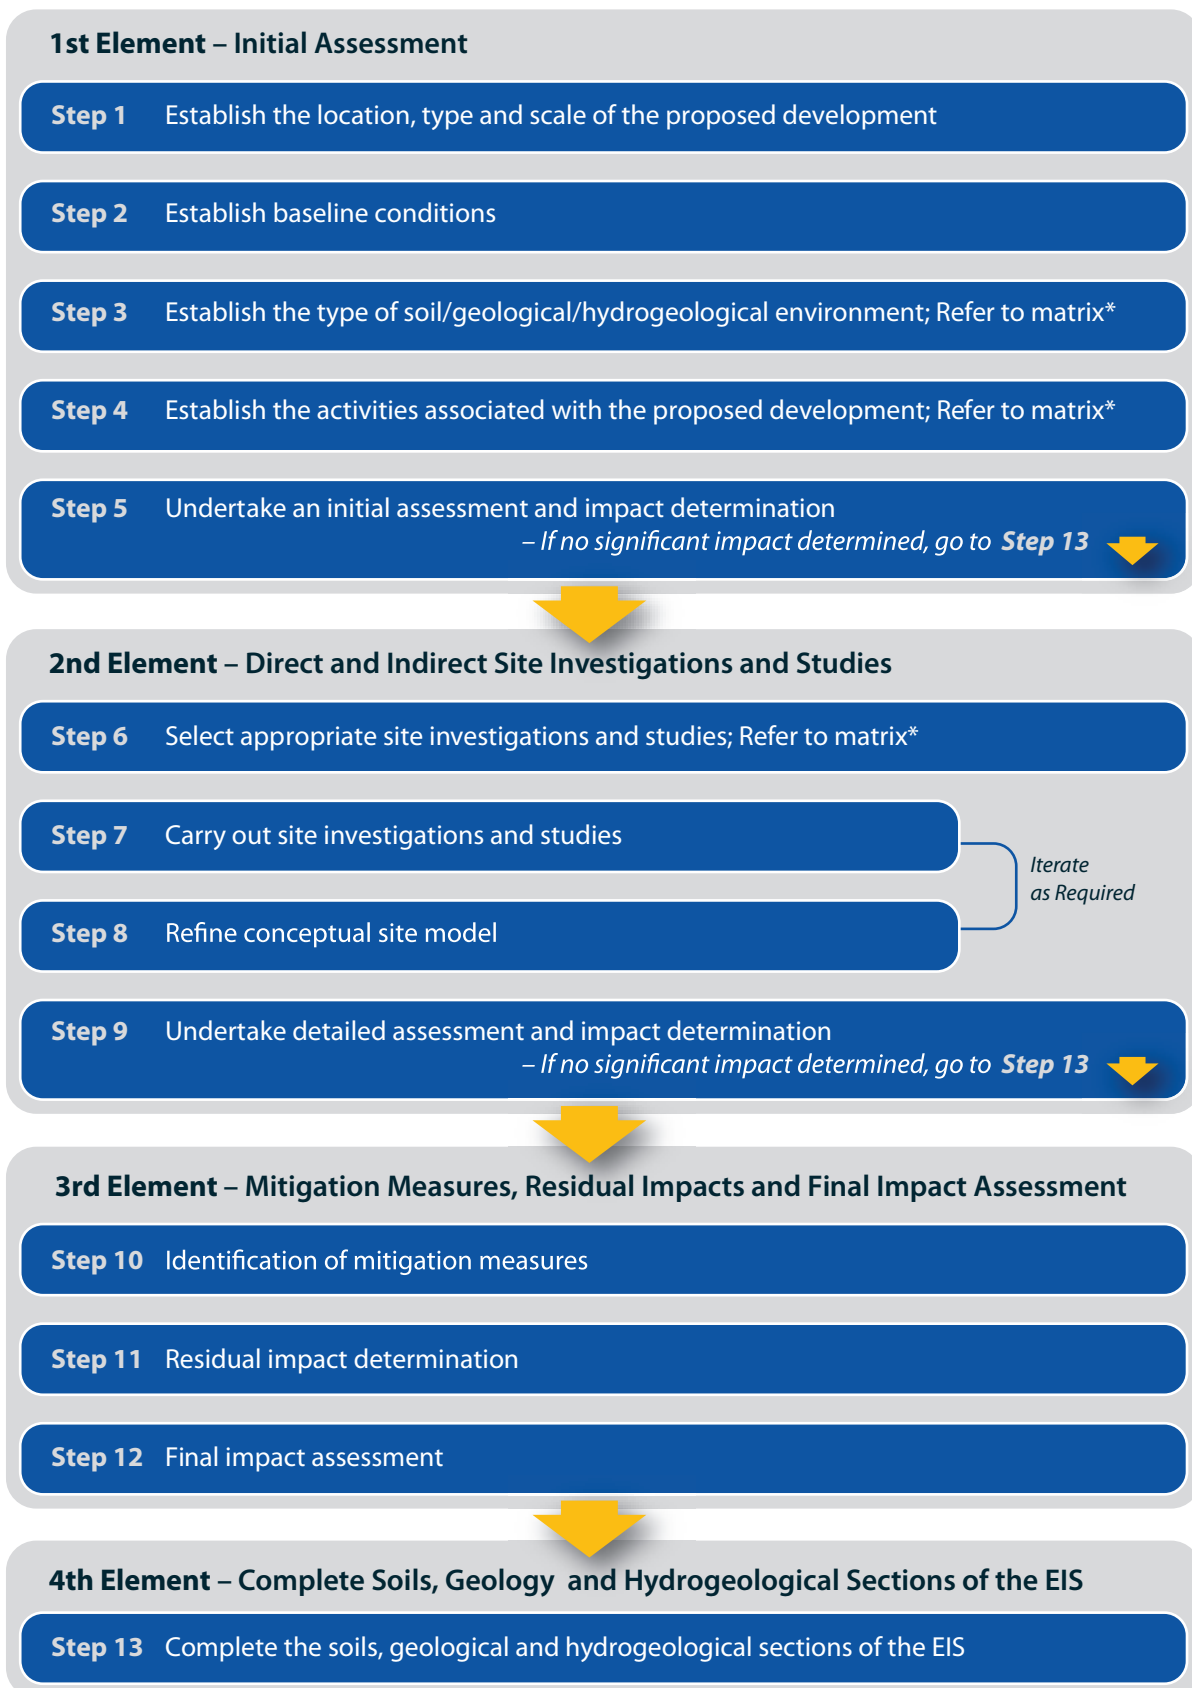 1st Element – Initial Assessment
Step 1 Establish the location, type and scale of the proposed development
Step 2 Establish baseline conditions
Step 3 Establish the type of soil/geological/hydrogeological environment; Refer to matrix*
Step 4 Establish the activities associated with the proposed development; Refer to matrix*
Step 5 Undertake an initial assessment and impact determination
– If no significant impact determined, go to Step 13
2nd Element – Direct and Indirect Site Investigations and Studies
Step 6 Select appropriate site investigations and studies; Refer to matrix*
Step 7 Carry out site investigations and studies
Iterate
as Required
Step 8 Refine conceptual site model
Step 9 Undertake detailed assessment and impact determination
– If no significant impact determined, go to Step 13
3rd Element – Mitigation Measures, Residual Impacts and Final Impact Assessment
Step 10 Identification of mitigation measures
Step 11 Residual impact determination
Step 12 Final impact assessment
4th Element – Complete Soils, Geology and Hydrogeological Sections of the EIS
Step 13 Complete the soils, geological and hydrogeological sections of the EIS